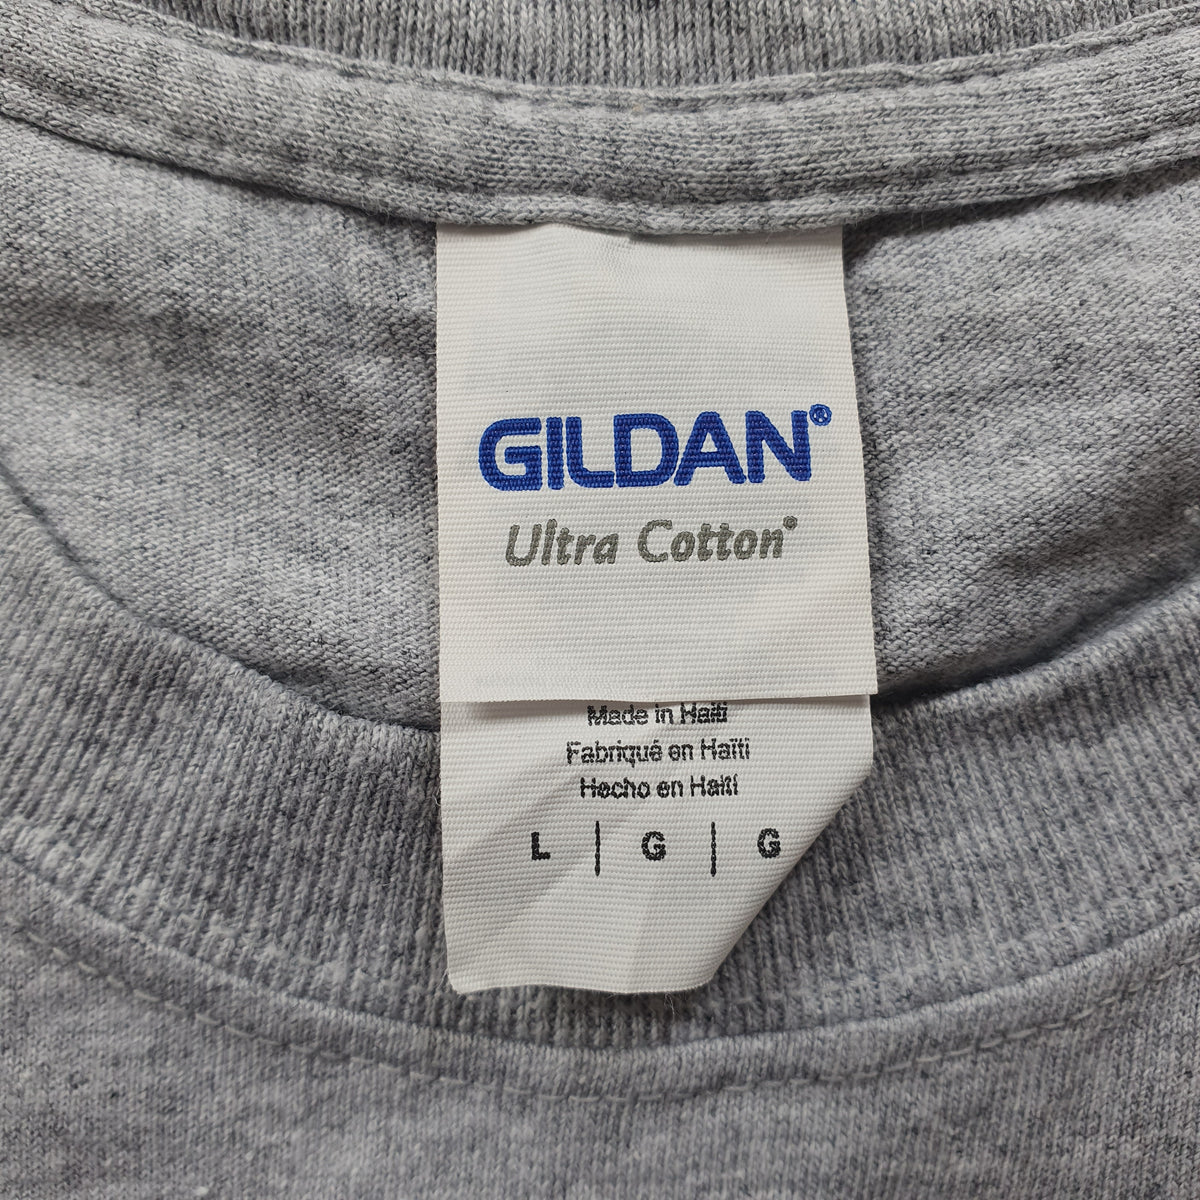 GILDAN®
Ultra Cotton®
Made in Haiti
Fabriqué en Haïti
Hecho en Haití
L | G | G